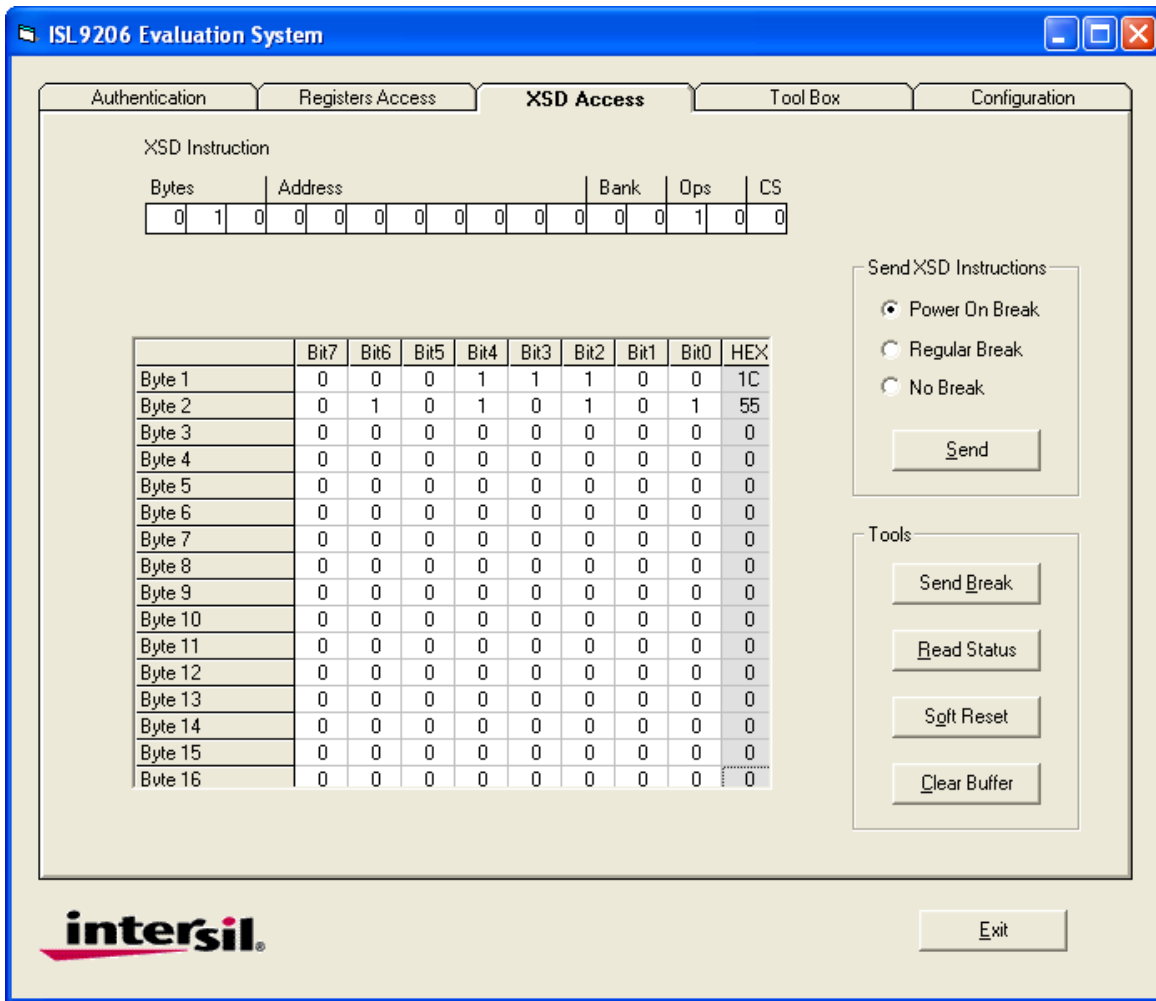 ISL9206 Evaluation System
Authentication Registers Access XSD Access Tool Box Configuration
XSD Instruction
Bytes Address Bank Ops CS
0 1 0 0 0 0 0 0 0 0 0 0 0 1 0 0
Send XSD Instructions
Power On Break
Regular Break
No Break
Send
Bit7 Bit6 Bit5 Bit4 Bit3 Bit2 Bit1 Bit0 HEX
Byte 1 0 0 0 1 1 1 0 0 1C
Byte 2 0 1 0 1 0 1 0 1 55
Byte 3 0 0 0 0 0 0 0 0 0
Byte 4 0 0 0 0 0 0 0 0 0
Byte 5 0 0 0 0 0 0 0 0 0
Byte 6 0 0 0 0 0 0 0 0 0
Byte 7 0 0 0 0 0 0 0 0 0
Byte 8 0 0 0 0 0 0 0 0 0
Byte 9 0 0 0 0 0 0 0 0 0
Byte 10 0 0 0 0 0 0 0 0 0
Byte 11 0 0 0 0 0 0 0 0 0
Byte 12 0 0 0 0 0 0 0 0 0
Byte 13 0 0 0 0 0 0 0 0 0
Byte 14 0 0 0 0 0 0 0 0 0
Byte 15 0 0 0 0 0 0 0 0 0
Byte 16 0 0 0 0 0 0 0 0 0
Tools
Send Break
Read Status
Soft Reset
Clear Buffer
intersil®
Exit